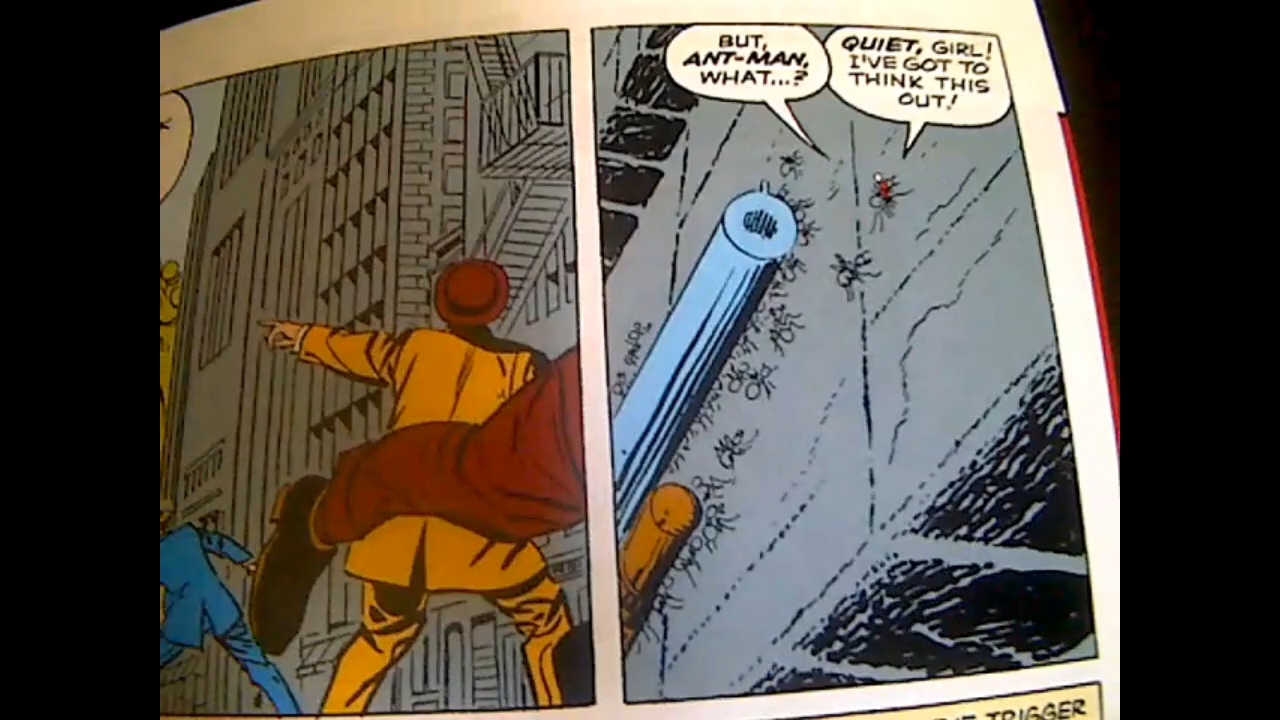 BUT,
ANT-MAN,
WHAT...?
QUIET, GIRL!
I'VE GOT TO
THINK THIS
OUT!
TRIGGER